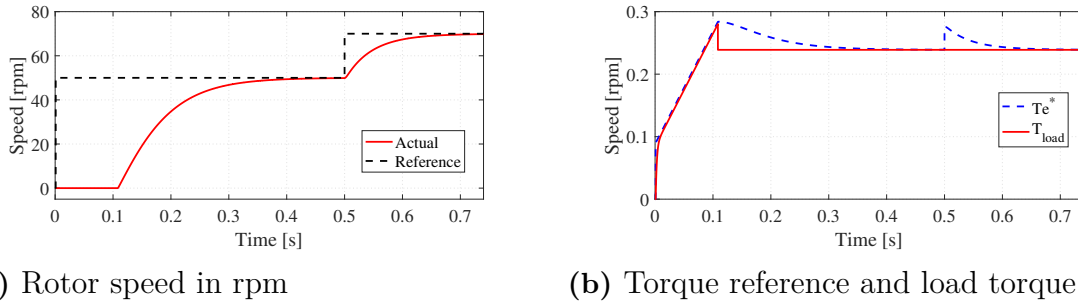 80
60
40
20
0
Speed [rpm]
Actual
Reference
0 0.1 0.2 0.3 0.4 0.5 0.6 0.7
Time [s]
) Rotor speed in rpm
0.3
0.2
0.1
0
Speed [rpm]
Te*
T_load
0 0.1 0.2 0.3 0.4 0.5 0.6 0.7
Time [s]
(b) Torque reference and load torque